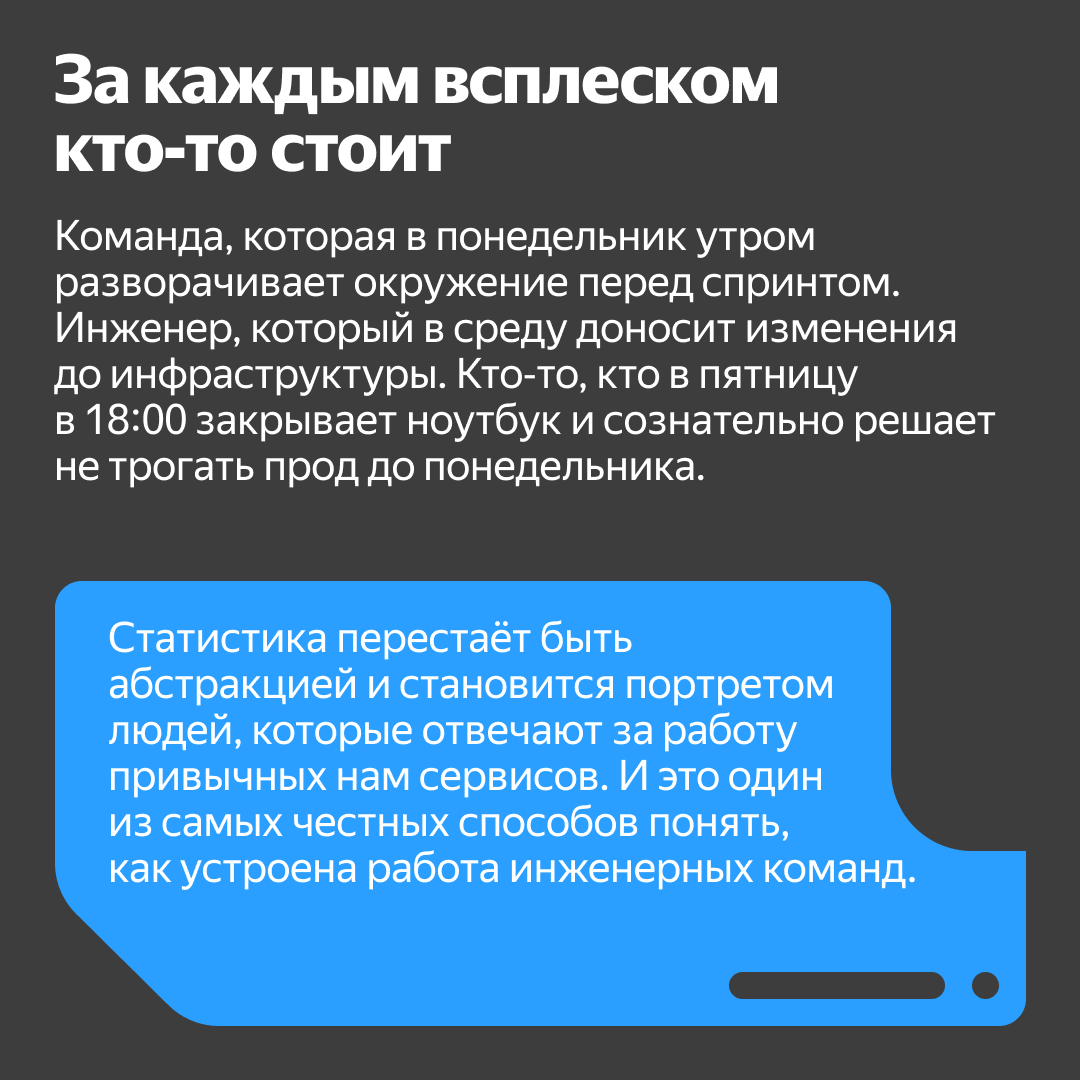 За каждым всплеском
кто-то стоит
Команда, которая в понедельник утром
разворачивает окружение перед спринтом.
Инженер, который в среду доносит изменения
до инфраструктуры. Кто-то, кто в пятницу
в 18:00 закрывает ноутбук и сознательно решает
не трогать прод до понедельника.
Статистика перестаёт быть
абстракцией и становится портретом
людей, которые отвечают за работу
привычных нам сервисов. И это один
из самых честных способов понять,
как устроена работа инженерных команд.